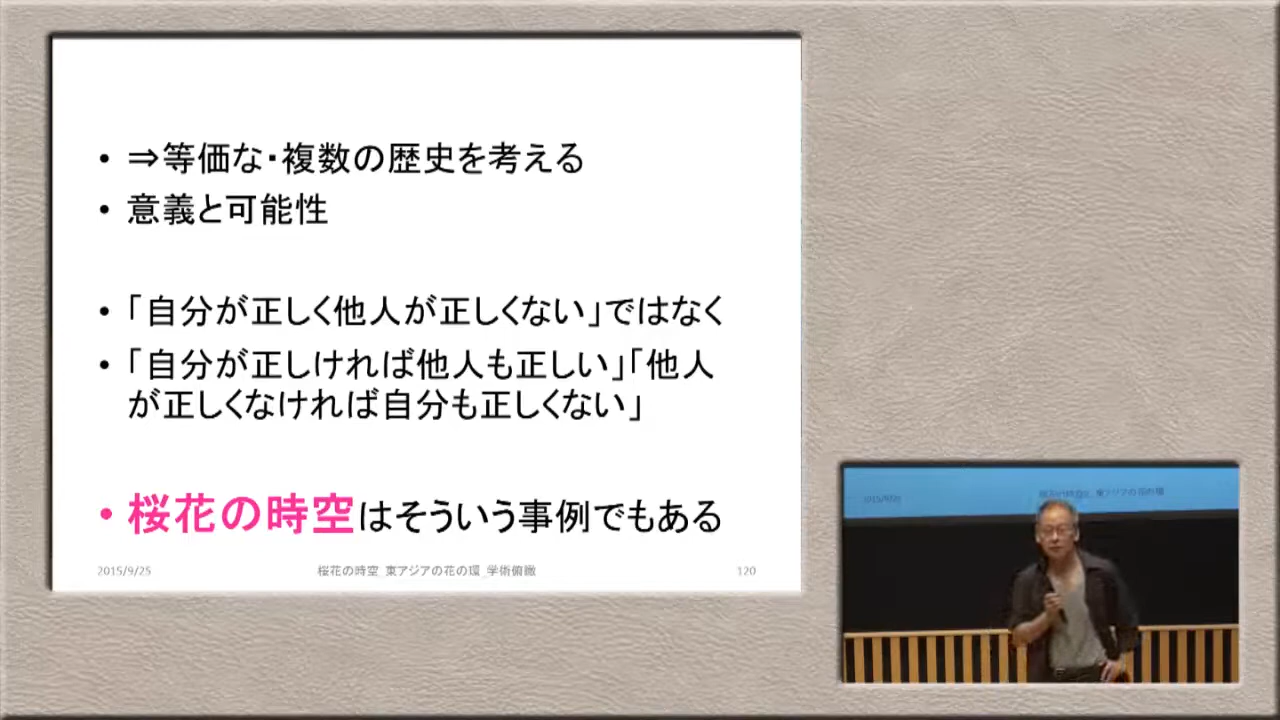 • ⇒等価な・複数の歴史を考える
• 意義と可能性
• 「自分が正しく他人が正しくない」ではなく
• 「自分が正しければ他人も正しい」「他人
が正しくなければ自分も正しくない」
• 桜花の時空はそういう事例でもある
2015/9/25 桜花の時空_東アジアの花の環_学術俯瞰 120